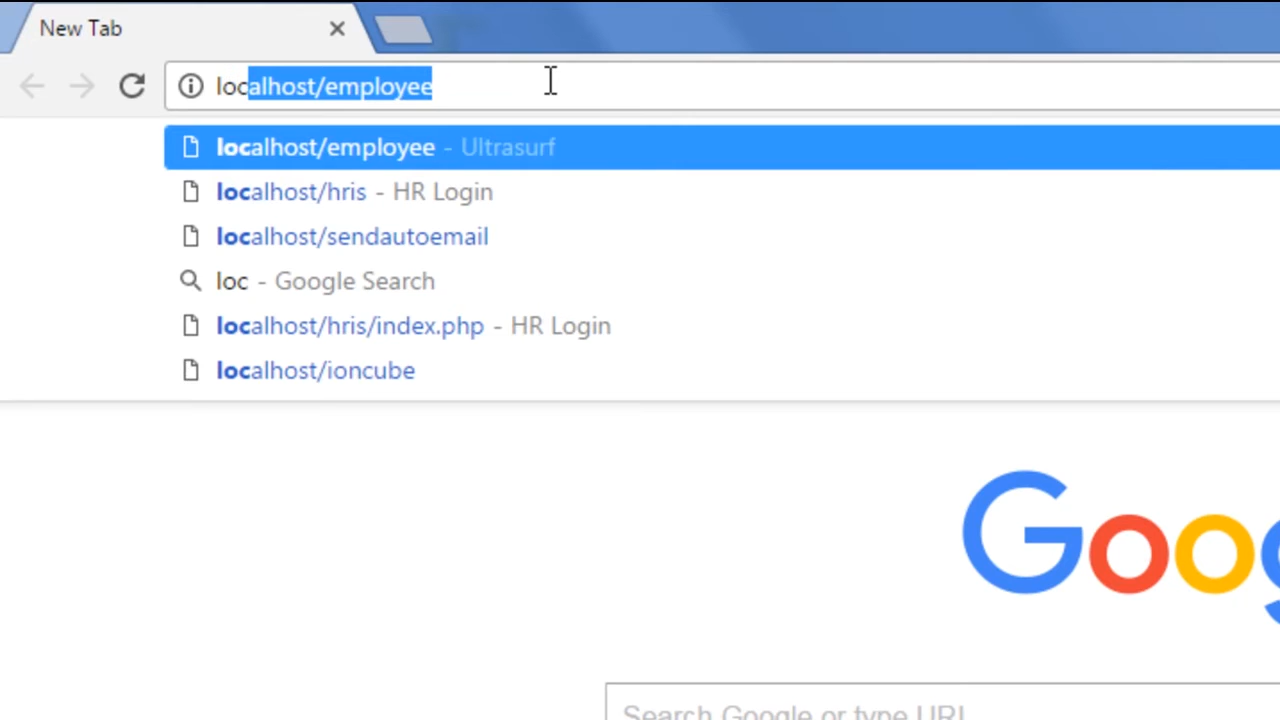 New Tab
localhost/employee
localhost/employee - Ultrasurf
localhost/hris - HR Login
localhost/sendautoemail
loc - Google Search
localhost/hris/index.php - HR Login
localhost/ioncube
Goog
Search Google or type URL